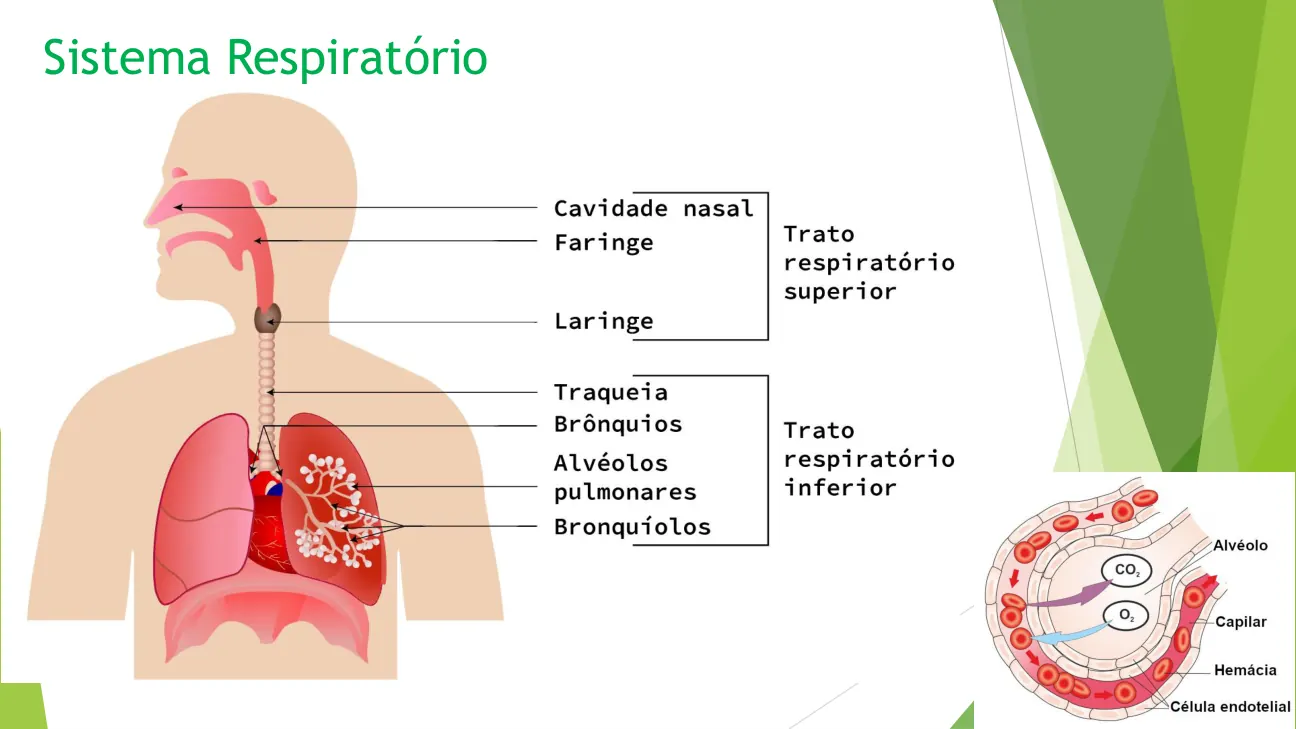 Sistema Respiratório
Cavidade nasal
Faringe
Laringe
Trato
respiratório
superior
Traqueia
Brônquios
Alvéolos
pulmonares
Bronquíolos
Trato
respiratório
inferior
Alvéolo
CO₂
O₂
Capilar
Hemácia
Célula endotelial